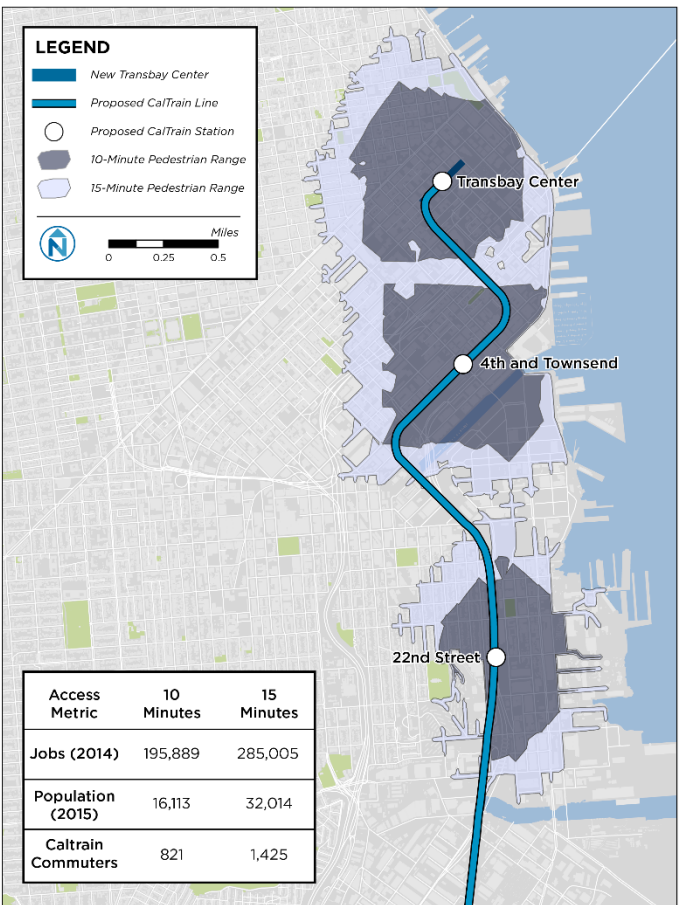 LEGEND
New Transbay Center
Proposed CalTrain Line
Proposed CalTrain Station
10-Minute Pedestrian Range
15-Minute Pedestrian Range
N
Miles
0 0.25 0.5
Transbay Center
4th and Townsend
22nd Street
Access Metric 10 Minutes 15 Minutes
Jobs (2014) 195,889 285,005
Population (2015) 16,113 32,014
Caltrain Commuters 821 1,425